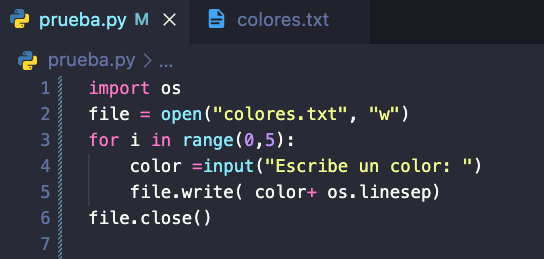 prueba.py M × colores.txt
prueba.py > ...
1 import os
2 file = open("colores.txt", "w")
3 for i in range(0,5):
4     color =input("Escribe un color: ")
5     file.write( color+ os.linesep)
6 file.close()
7